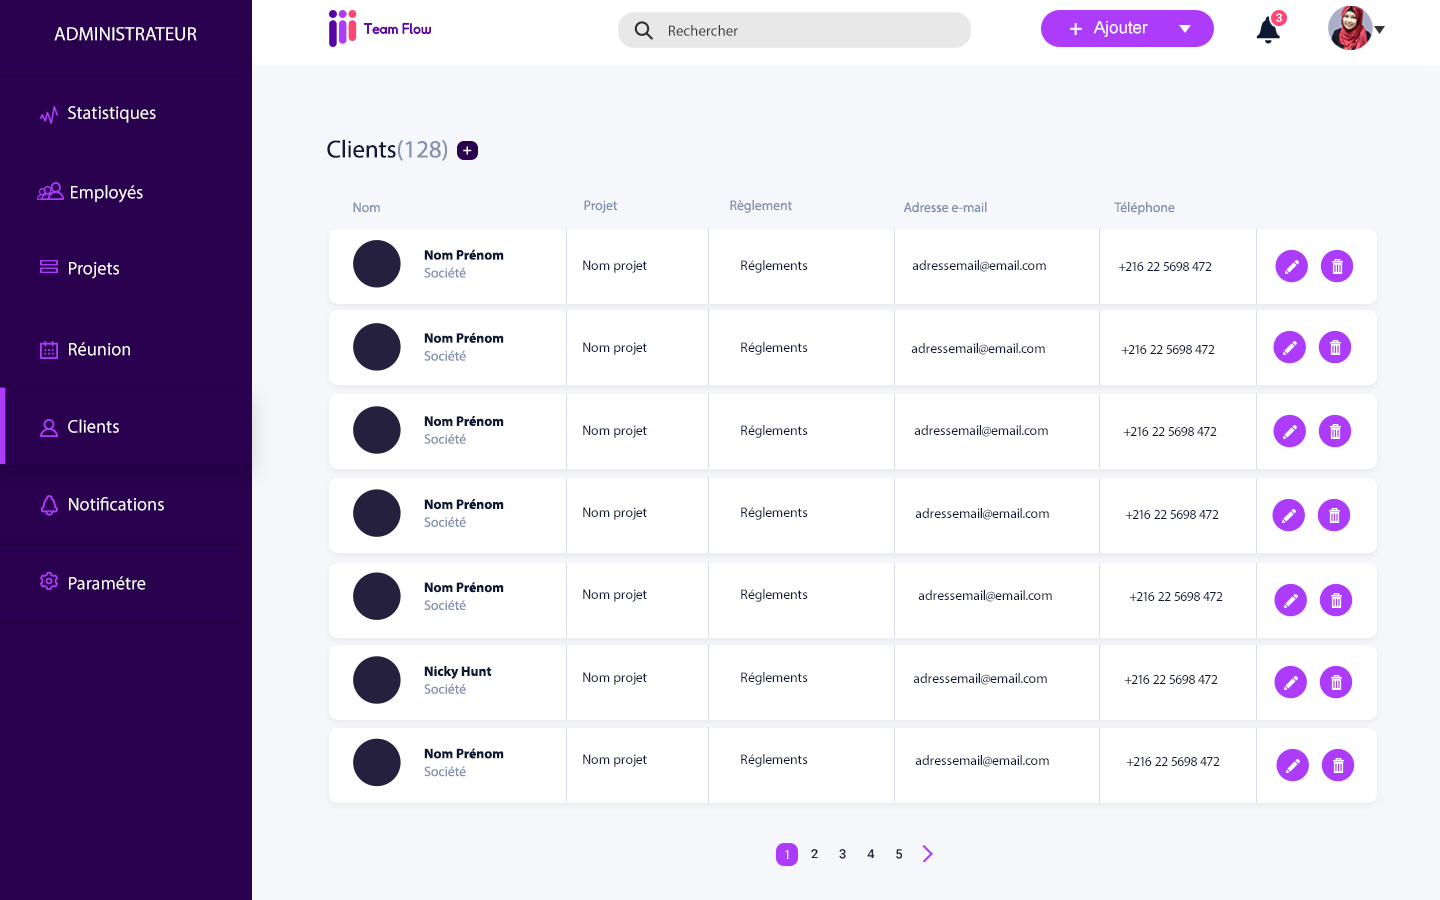 ADMINISTRATEUR
Statistiques
Employés
Projets
Réunion
Clients
Notifications
Paramétre
Team Flow
Rechercher
+ Ajouter
3
Clients(128) +
Nom Projet Règlement Adresse e-mail Téléphone
Nom Prénom
Société
Nom projet Réglements adressemail@email.com +216 22 5698 472
Nom Prénom
Société
Nom projet Réglements adressemail@email.com +216 22 5698 472
Nom Prénom
Société
Nom projet Réglements adressemail@email.com +216 22 5698 472
Nom Prénom
Société
Nom projet Réglements adressemail@email.com +216 22 5698 472
Nom Prénom
Société
Nom projet Réglements adressemail@email.com +216 22 5698 472
Nicky Hunt
Société
Nom projet Réglements adressemail@email.com +216 22 5698 472
Nom Prénom
Société
Nom projet Réglements adressemail@email.com +216 22 5698 472
1 2 3 4 5